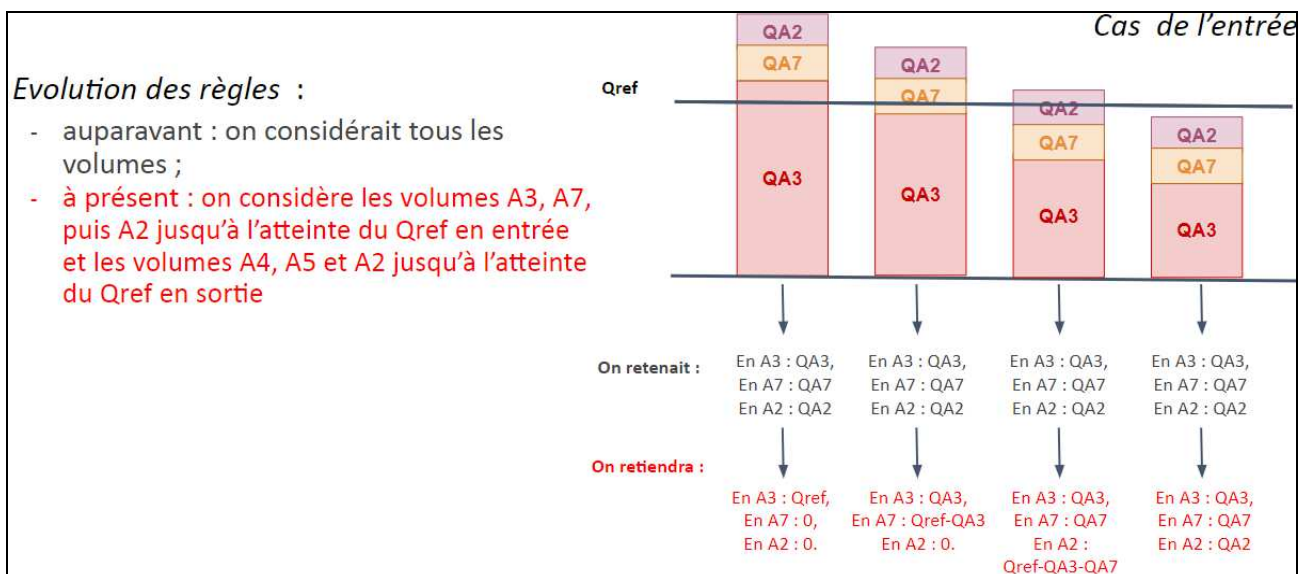 Cas de l'entrée
Evolution des règles :
- auparavant : on considérait tous les
volumes ;
- à présent : on considère les volumes A3, A7,
puis A2 jusqu'à l'atteinte du Qref en entrée
et les volumes A4, A5 et A2 jusqu'à l'atteinte
du Qref en sortie
Qref
QA2
QA7
QA3
QA2
QA7
QA3
QA2
QA7
QA3
QA2
QA7
QA3
On retenait :
En A3 : QA3,
En A7 : QA7
En A2 : QA2
En A3 : QA3,
En A7 : QA7
En A2 : QA2
En A3 : QA3,
En A7 : QA7
En A2 : QA2
En A3 : QA3,
En A7 : QA7
En A2 : QA2
On retiendra :
En A3 : Qref,
En A7 : 0,
En A2 : 0.
En A3 : QA3,
En A7 : Qref-QA3
En A2 : 0.
En A3 : QA3,
En A7 : QA7
En A2 :
Qref-QA3-QA7
En A3 : QA3,
En A7 : QA7
En A2 : QA2